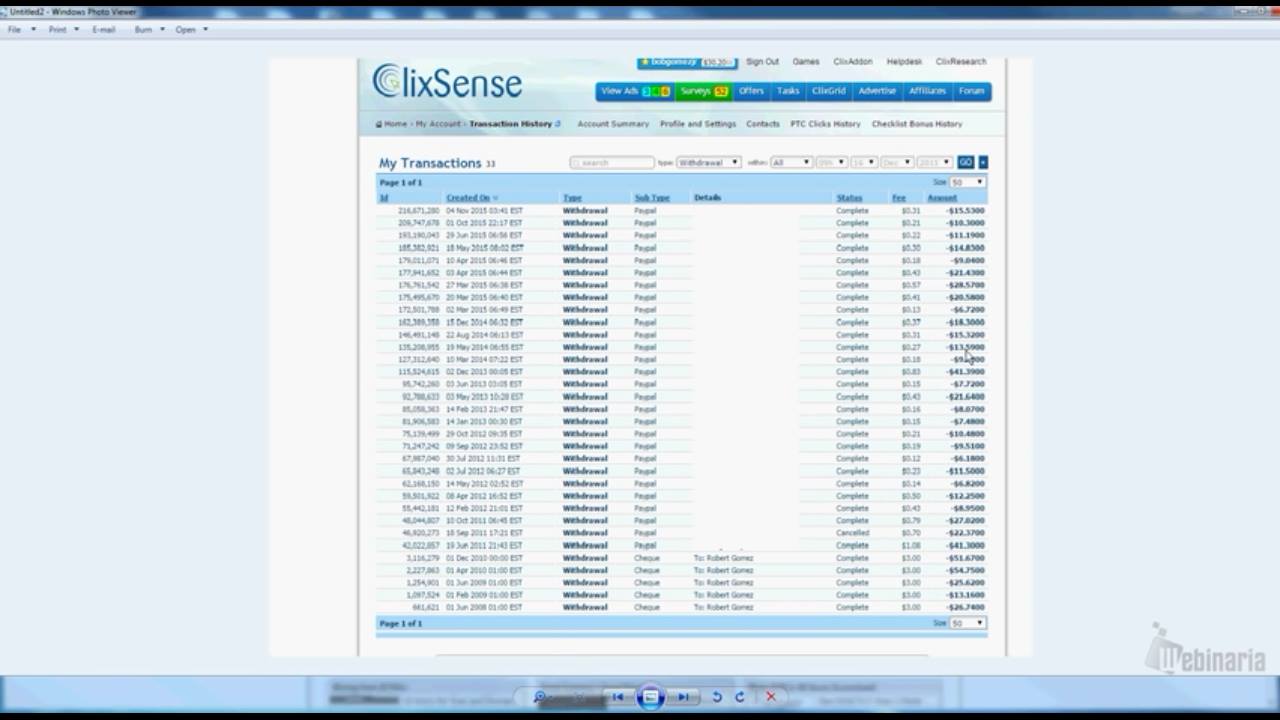 Untitled2 - Windows Photo Viewer
File Print E-mail Burn Open
ClixSense
bobgomezjr $30.20 Sign Out Games ClixAddon Helpdesk ClixResearch
View Ads Surveys 52 Offers Tasks ClixGrid Advertise Affiliates Forum
Home › My Account › Transaction History Account Summary Profile and Settings Contacts PTC Clicks History Checklist Bonus History
My Transactions 33 search type: Withdrawal within: All 16 Dec 2011 GO
Page 1 of 1 Size 50
Id Created On Type Sub Type Details Status Fee Amount
216,671,280 04 Nov 2015 03:41 EST Withdrawal Paypal Complete $0.31 -$15.5300
209,747,678 01 Oct 2015 22:17 EST Withdrawal Paypal Complete $0.21 -$10.3000
193,190,043 29 Jun 2015 06:56 EST Withdrawal Paypal Complete $0.22 -$11.1900
185,382,921 18 May 2015 08:02 EST Withdrawal Paypal Complete $0.30 -$14.8300
179,011,071 10 Apr 2015 06:46 EST Withdrawal Paypal Complete $0.18 -$9.0400
177,941,652 03 Apr 2015 06:44 EST Withdrawal Paypal Complete $0.43 -$21.4300
176,761,542 27 Mar 2015 06:38 EST Withdrawal Paypal Complete $0.57 -$28.5700
175,495,670 20 Mar 2015 06:40 EST Withdrawal Paypal Complete $0.41 -$20.5800
172,501,788 02 Mar 2015 06:49 EST Withdrawal Paypal Complete $0.13 -$6.7200
162,389,358 15 Dec 2014 06:32 EST Withdrawal Paypal Complete $0.37 -$18.3000
146,491,148 22 Aug 2014 06:13 EST Withdrawal Paypal Complete $0.31 -$15.3200
135,208,955 19 May 2014 06:55 EST Withdrawal Paypal Complete $0.27 -$13.5900
127,312,640 10 Mar 2014 07:22 EST Withdrawal Paypal Complete $0.18
115,524,615 02 Dec 2013 00:05 EST Withdrawal Paypal Complete $0.83 -$41.3900
95,742,260 03 Jun 2013 03:05 EST Withdrawal Paypal Complete $0.15 -$7.7200
92,788,633 03 May 2013 10:28 EST Withdrawal Paypal Complete $0.43 -$21.6400
85,058,363 14 Feb 2013 21:47 EST Withdrawal Paypal Complete $0.16 -$8.0700
81,906,583 14 Jan 2013 00:30 EST Withdrawal Paypal Complete $0.15 -$7.4800
75,139,499 29 Oct 2012 09:35 EST Withdrawal Paypal Complete $0.21 -$10.4800
71,247,242 09 Sep 2012 23:52 EST Withdrawal Paypal Complete $0.19 -$9.5100
67,987,040 30 Jul 2012 11:31 EST Withdrawal Paypal Complete $0.12 -$6.1800
65,843,248 02 Jul 2012 06:27 EST Withdrawal Paypal Complete $0.23 -$11.5000
62,168,150 14 May 2012 02:52 EST Withdrawal Paypal Complete $0.14 -$6.8200
59,501,922 08 Apr 2012 16:52 EST Withdrawal Paypal Complete $0.50 -$12.2500
55,442,181 12 Feb 2012 21:01 EST Withdrawal Paypal Complete $0.43 -$8.9500
48,044,807 10 Oct 2011 06:45 EST Withdrawal Paypal Complete $0.79 -$27.0200
46,920,273 18 Sep 2011 17:21 EST Withdrawal Paypal Cancelled $0.70 -$22.3700
42,022,857 19 Jun 2011 21:43 EST Withdrawal Paypal Complete $1.08 -$41.3000
3,116,279 01 Dec 2010 00:00 EST Withdrawal Cheque To: Robert Gomez Complete $3.00 -$51.6700
2,227,863 01 Apr 2010 01:00 EST Withdrawal Cheque To: Robert Gomez Complete $3.00 -$54.7500
1,254,901 01 Jun 2009 01:00 EST Withdrawal Cheque To: Robert Gomez Complete $3.00 -$25.6200
1,097,524 01 Feb 2009 01:00 EST Withdrawal Cheque To: Robert Gomez Complete $3.00 -$13.1600
661,621 01 Jun 2008 01:00 EST Withdrawal Cheque To: Robert Gomez Complete $3.00 -$26.7400
Page 1 of 1 Size 50
Webinaria